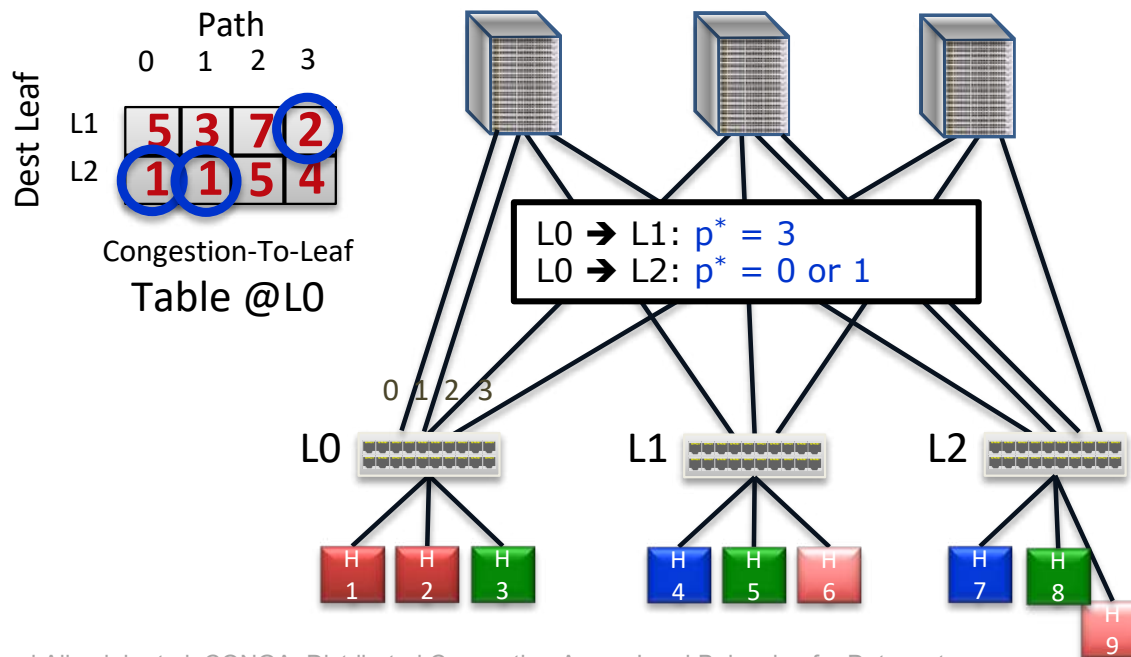 Path
0 1 2 3
Dest Leaf
L1 5 3 7 2
L2 1 1 5 4
Congestion-To-Leaf
Table @L0
L0 ➔ L1: p* = 3
L0 ➔ L2: p* = 0 or 1
0 1 2 3
L0
L1
L2
H 1
H 2
H 3
H 4
H 5
H 6
H 7
H 8
H 9